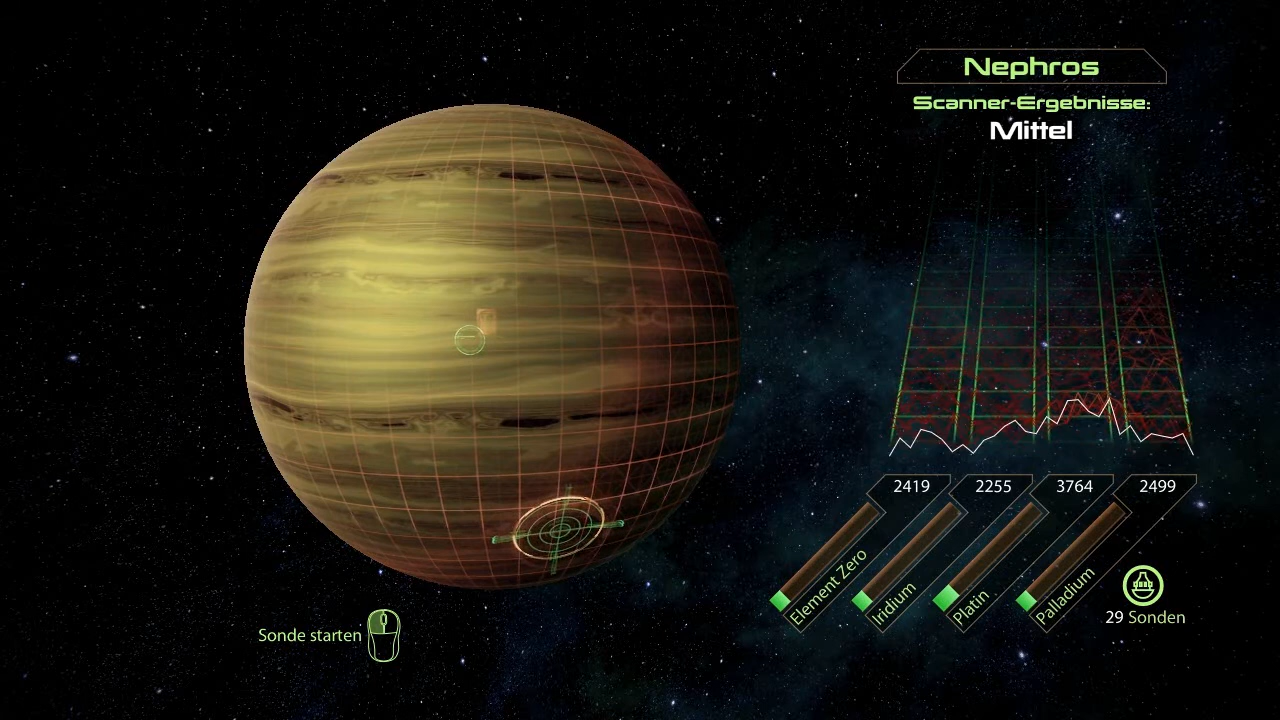 Nephros
Scanner-Ergebnisse:
Mittel
2419 2255 3764 2499
Element Zero
Iridium
Platin
Palladium
29 Sonden
Sonde starten